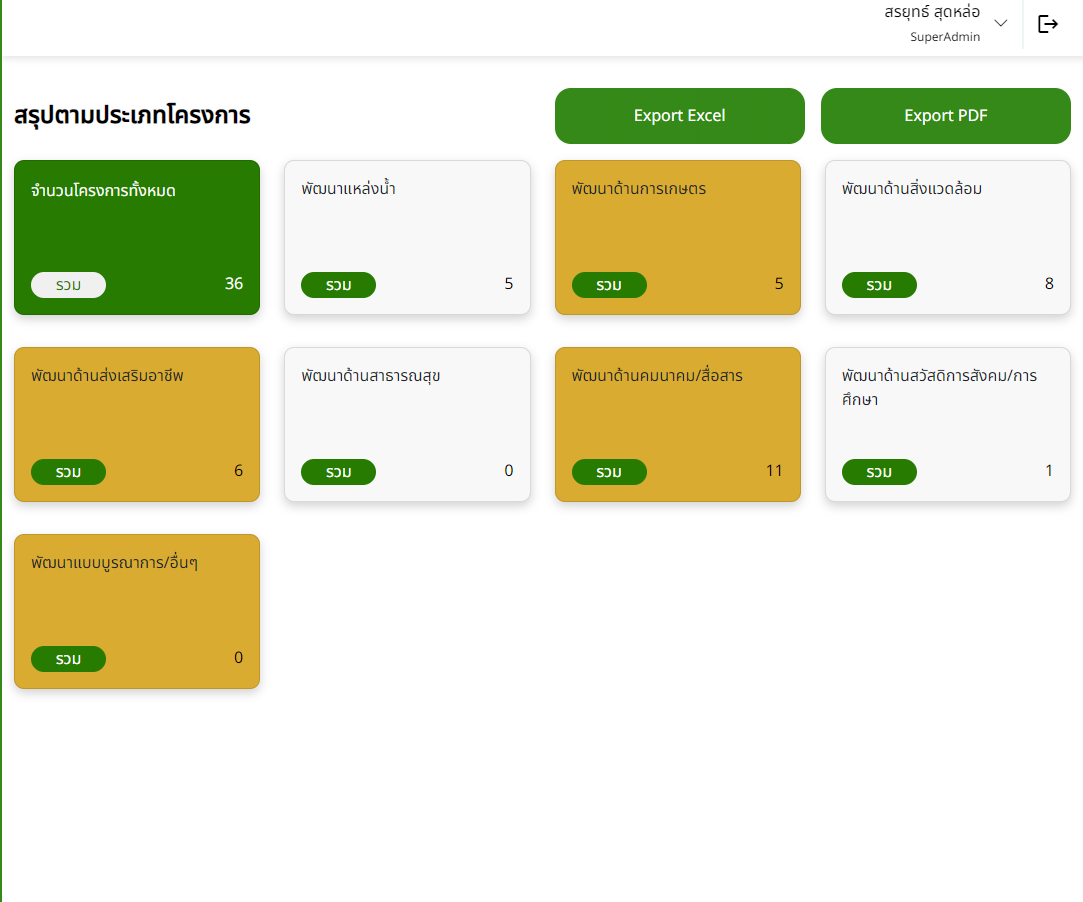 สรยุทธ์ สุดหล่อ
SuperAdmin
สรุปตามประเภทโครงการ
Export Excel
Export PDF
จำนวนโครงการทั้งหมด
รวม
36
พัฒนาแหล่งน้ำ
รวม
5
พัฒนาด้านการเกษตร
รวม
5
พัฒนาด้านสิ่งแวดล้อม
รวม
8
พัฒนาด้านส่งเสริมอาชีพ
รวม
6
พัฒนาด้านสาธารณสุข
รวม
0
พัฒนาด้านคมนาคม/สื่อสาร
รวม
11
พัฒนาด้านสวัสดิการสังคม/การ
ศึกษา
รวม
1
พัฒนาแบบบูรณาการ/อื่นๆ
รวม
0